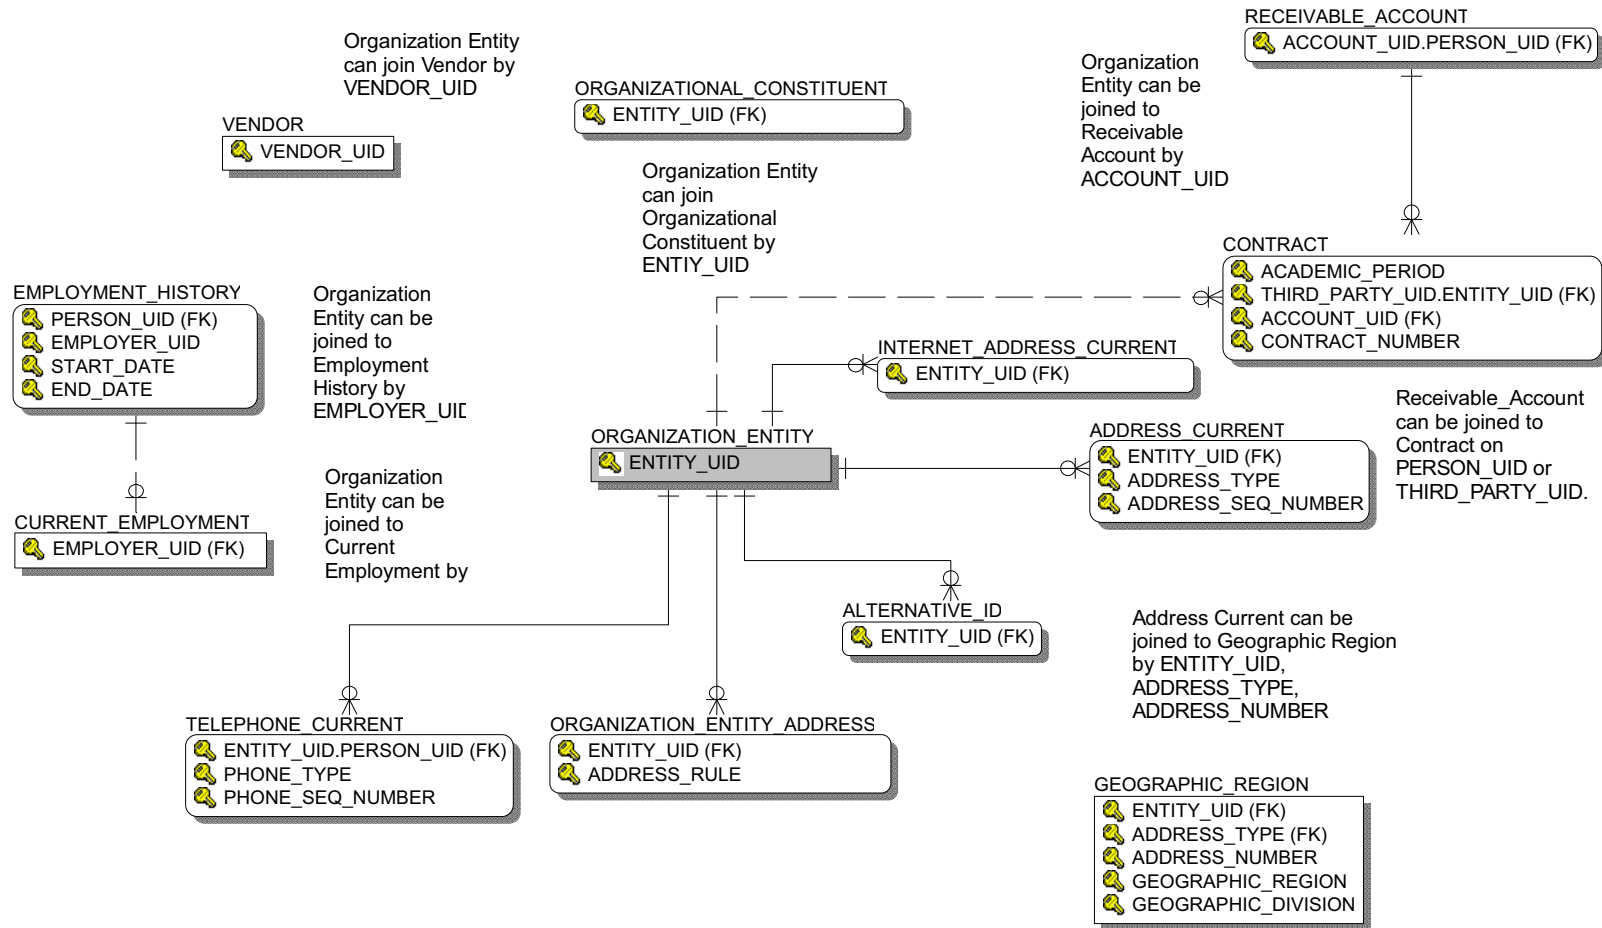 RECEIVABLE_ACCOUNT
ACCOUNT_UID.PERSON_UID (FK)
Organization Entity
can join Vendor by
VENDOR_UID
Organization
Entity can be
joined to
Receivable
Account by
ACCOUNT_UID
ORGANIZATIONAL_CONSTITUENT
ENTITY_UID (FK)
VENDOR
VENDOR_UID
Organization Entity
can join
Organizational
Constituent by
ENTIY_UID
CONTRACT
ACADEMIC_PERIOD
THIRD_PARTY_UID.ENTITY_UID (FK)
ACCOUNT_UID (FK)
CONTRACT_NUMBER
EMPLOYMENT_HISTORY
PERSON_UID (FK)
EMPLOYER_UID
START_DATE
END_DATE
Organization
Entity can be
joined to
Employment
History by
EMPLOYER_UID
INTERNET_ADDRESS_CURRENT
ENTITY_UID (FK)
Receivable_Account
can be joined to
Contract on
PERSON_UID or
THIRD_PARTY_UID.
ORGANIZATION_ENTITY
ENTITY_UID
ADDRESS_CURRENT
ENTITY_UID (FK)
ADDRESS_TYPE
ADDRESS_SEQ_NUMBER
Organization
Entity can be
joined to
Current
Employment by
CURRENT_EMPLOYMENT
EMPLOYER_UID (FK)
ALTERNATIVE_ID
ENTITY_UID (FK)
Address Current can be
joined to Geographic Region
by ENTITY_UID,
ADDRESS_TYPE,
ADDRESS_NUMBER
TELEPHONE_CURRENT
ENTITY_UID.PERSON_UID (FK)
PHONE_TYPE
PHONE_SEQ_NUMBER
ORGANIZATION_ENTITY_ADDRESS
ENTITY_UID (FK)
ADDRESS_RULE
GEOGRAPHIC_REGION
ENTITY_UID (FK)
ADDRESS_TYPE (FK)
ADDRESS_NUMBER
GEOGRAPHIC_REGION
GEOGRAPHIC_DIVISION